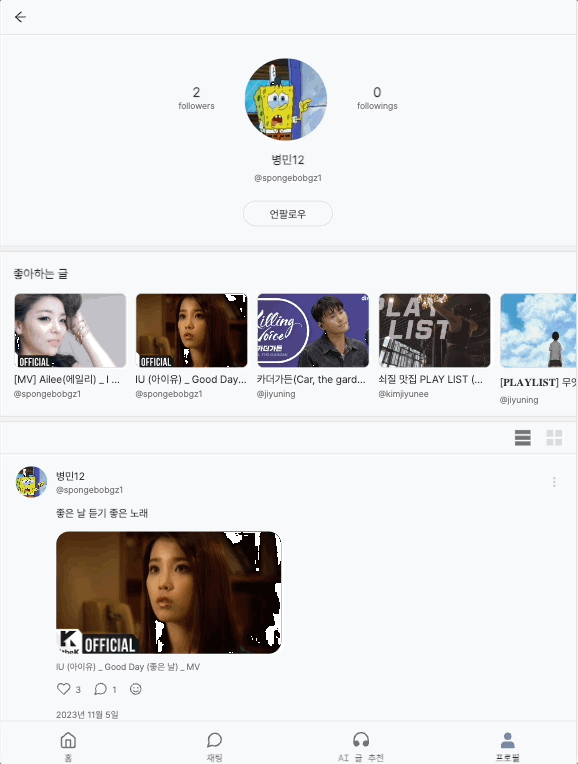 2
followers
0
followings
병민12
@spongebobgz1
언팔로우
좋아하는 글
OFFICIAL
OFFICIAL
Killing
Voice
카더가든
PLAY
LIST
[MV] Ailee(에일리) _ I ...
@spongebobgz1
IU (아이유) _ Good Day...
@spongebobgz1
카더가든(Car, the gard...
@jiyuning
쇠질 맛집 PLAY LIST (...
@kimjiyunee
[PLAYLIST] 무엇
@jiyuning
병민12
@spongebobgz1
좋은 날 듣기 좋은 노래
K
OFFICIAL
IU (아이유) _ Good Day (좋은 날) _ MV
3
1
2023년 11월 5일
홈
채팅
AI 글 추천
프로필